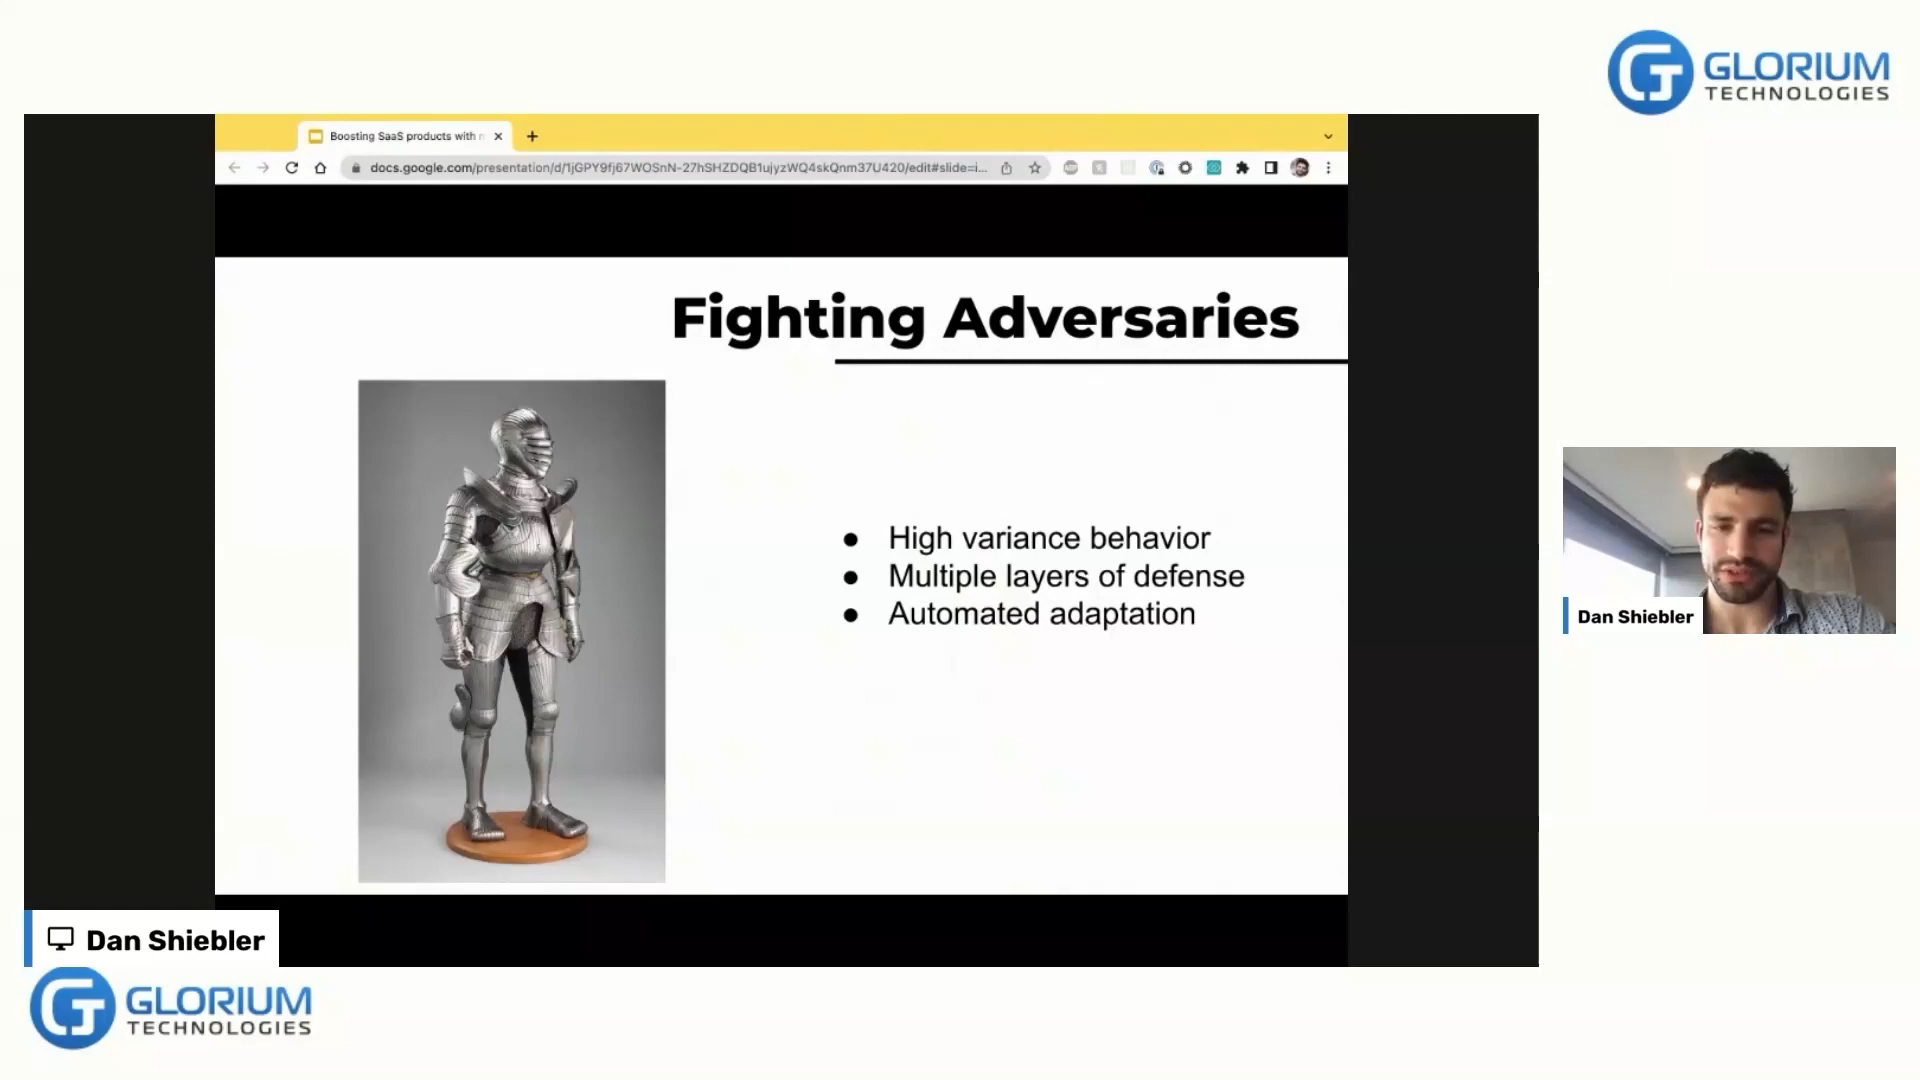 GLORIUM
TECHNOLOGIES
Boosting SaaS products with
docs.google.com/presentation/d/1jGPY9fj67WOSnN-27hSHZDQB1ujyzWQ4skQnm37U420/edit#slide=i...
Fighting Adversaries
● High variance behavior
● Multiple layers of defense
● Automated adaptation
Dan Shiebler
Dan Shiebler
GLORIUM
TECHNOLOGIES